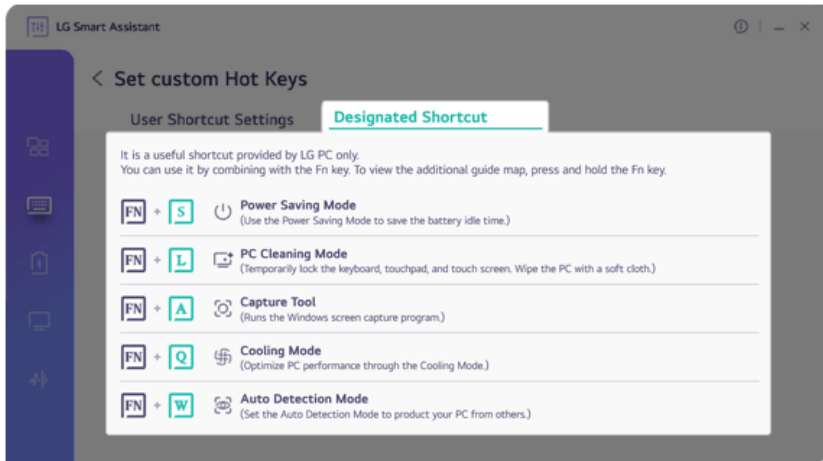 LG Smart Assistant
Set custom Hot Keys
User Shortcut Settings
Designated Shortcut
It is a useful shortcut provided by LG PC only.
You can use it by combining with the Fn key. To view the additional guide map, press and hold the Fn key.
FN + S Power Saving Mode
(Use the Power Saving Mode to save the battery idle time.)
FN + L PC Cleaning Mode
(Temporarily lock the keyboard, touchpad, and touch screen. Wipe the PC with a soft cloth.)
FN + A Capture Tool
(Runs the Windows screen capture program.)
FN + Q Cooling Mode
(Optimize PC performance through the Cooling Mode.)
FN + W Auto Detection Mode
(Set the Auto Detection Mode to product your PC from others.)